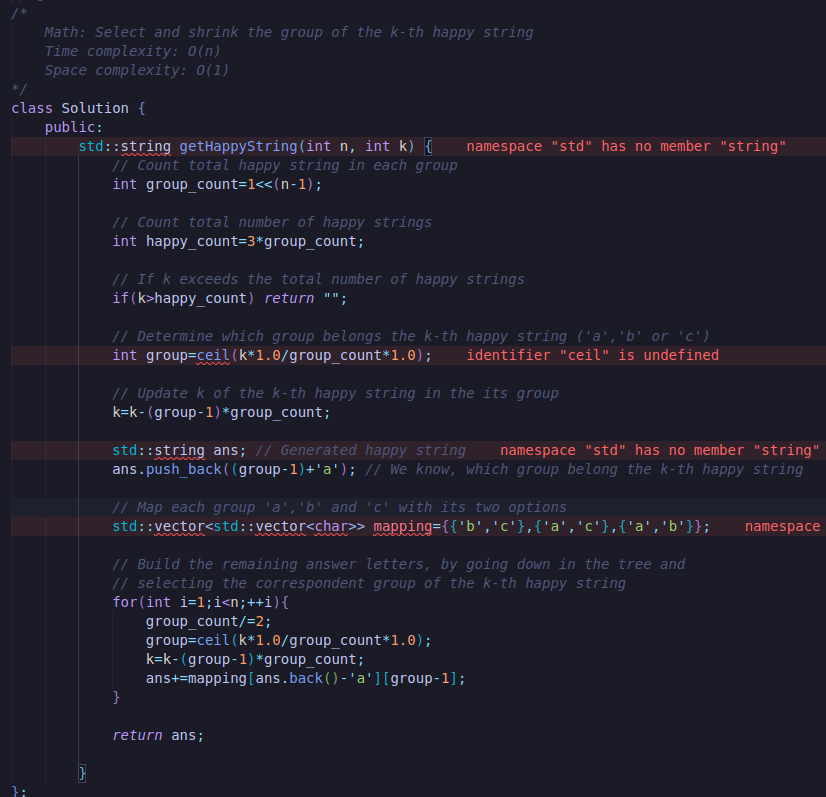 /*
    Math: Select and shrink the group of the k-th happy string
    Time complexity: O(n)
    Space complexity: O(1)
*/
class Solution {
    public:
        std::string getHappyString(int n, int k) {    namespace "std" has no member "string"
            // Count total happy string in each group
            int group_count=1<<(n-1);
            // Count total number of happy strings
            int happy_count=3*group_count;
            // If k exceeds the total number of happy strings
            if(k>happy_count) return "";
            // Determine which group belongs the k-th happy string ('a','b' or 'c')
            int group=ceil(k*1.0/group_count*1.0);    identifier "ceil" is undefined
            // Update k of the k-th happy string in the its group
            k=k-(group-1)*group_count;
            std::string ans; // Generated happy string    namespace "std" has no member "string"
            ans.push_back((group-1)+'a'); // We know, which group belong the k-th happy string
            // Map each group 'a','b' and 'c' with its two options
            std::vector<std::vector<char>> mapping={{'b','c'},{'a','c'},{'a','b'}};    namespace
            // Build the remaining answer letters, by going down in the tree and
            // selecting the correspondent group of the k-th happy string
            for(int i=1;i<n;++i){
                group_count/=2;
                group=ceil(k*1.0/group_count*1.0);
                k=k-(group-1)*group_count;
                ans+=mapping[ans.back()-'a'][group-1];
            }
            return ans;
        }
};